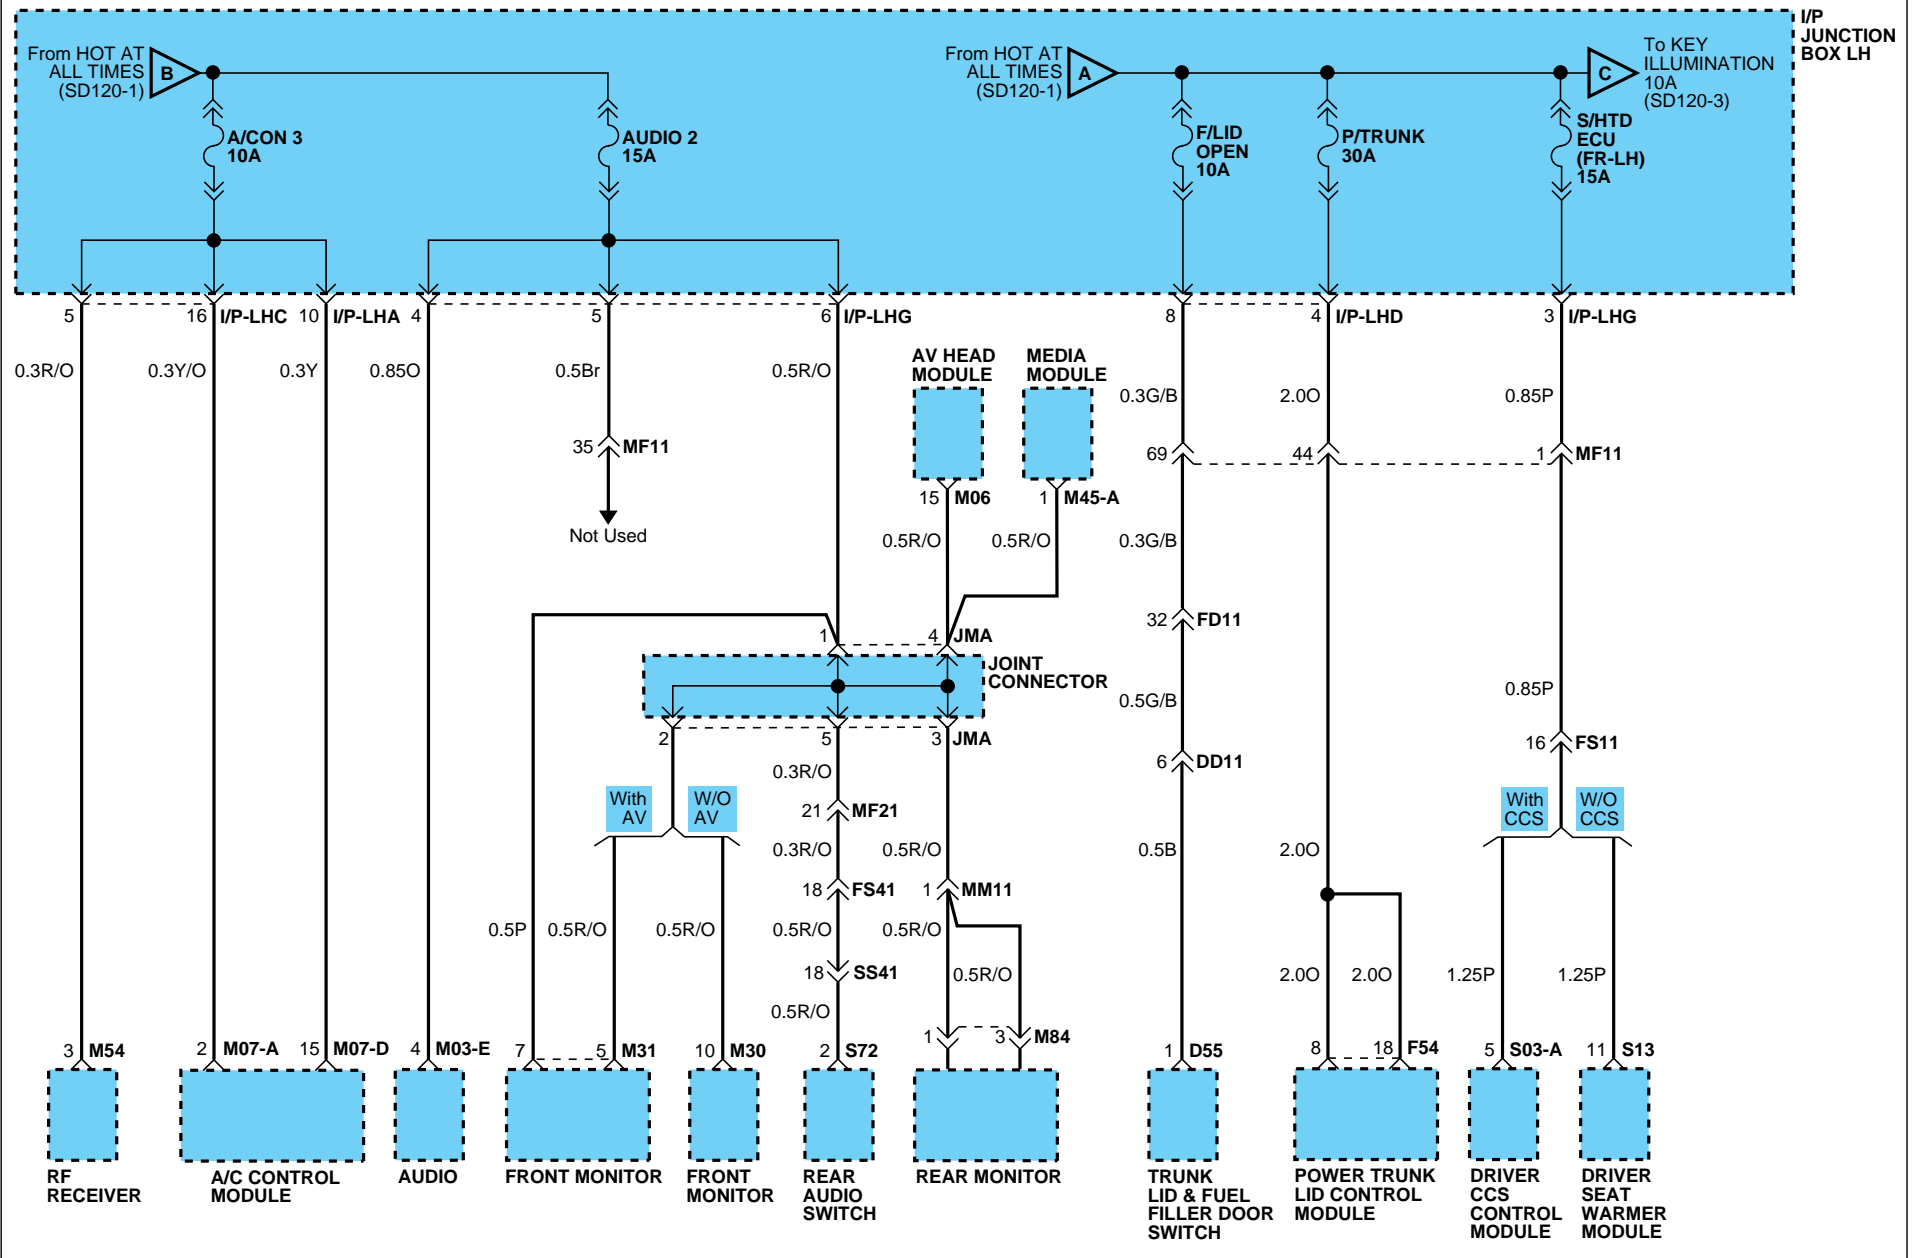 I/P
JUNCTION
BOX LH
From HOT AT
ALL TIMES
(SD120-1)
B
From HOT AT
ALL TIMES
(SD120-1)
A
C
To KEY
ILLUMINATION
10A
(SD120-3)
A/CON 3
10A
AUDIO 2
15A
F/LID
OPEN
10A
P/TRUNK
30A
S/HTD
ECU
(FR-LH)
15A
5
16 I/P-LHC
10 I/P-LHA
4
5
6 I/P-LHG
8
4 I/P-LHD
3 I/P-LHG
0.3R/O
0.3Y/O
0.3Y
0.85O
0.5Br
0.5R/O
AV HEAD
MODULE
MEDIA
MODULE
0.3G/B
2.0O
0.85P
35 MF11
69
44
1 MF11
15 M06
1 M45-A
Not Used
0.5R/O
0.5R/O
0.3G/B
32 FD11
1
4 JMA
JOINT
CONNECTOR
0.5G/B
0.85P
2
5
3 JMA
16 FS11
6 DD11
0.3R/O
With
AV
W/O
AV
21 MF21
With
CCS
W/O
CCS
0.3R/O
0.5R/O
0.5B
2.0O
18 FS41
1 MM11
0.5P
0.5R/O
0.5R/O
0.5R/O
0.5R/O
18 SS41
0.5R/O
2.0O
2.0O
1.25P
1.25P
0.5R/O
1
3 M84
3 M54
2 M07-A
15 M07-D
4 M03-E
7
5 M31
10 M30
2 S72
1 D55
8
18 F54
5 S03-A
11 S13
RF
RECEIVER
A/C CONTROL
MODULE
AUDIO
FRONT MONITOR
FRONT
MONITOR
REAR
AUDIO
SWITCH
REAR MONITOR
TRUNK
LID & FUEL
FILLER DOOR
SWITCH
POWER TRUNK
LID CONTROL
MODULE
DRIVER
CCS
CONTROL
MODULE
DRIVER
SEAT
WARMER
MODULE